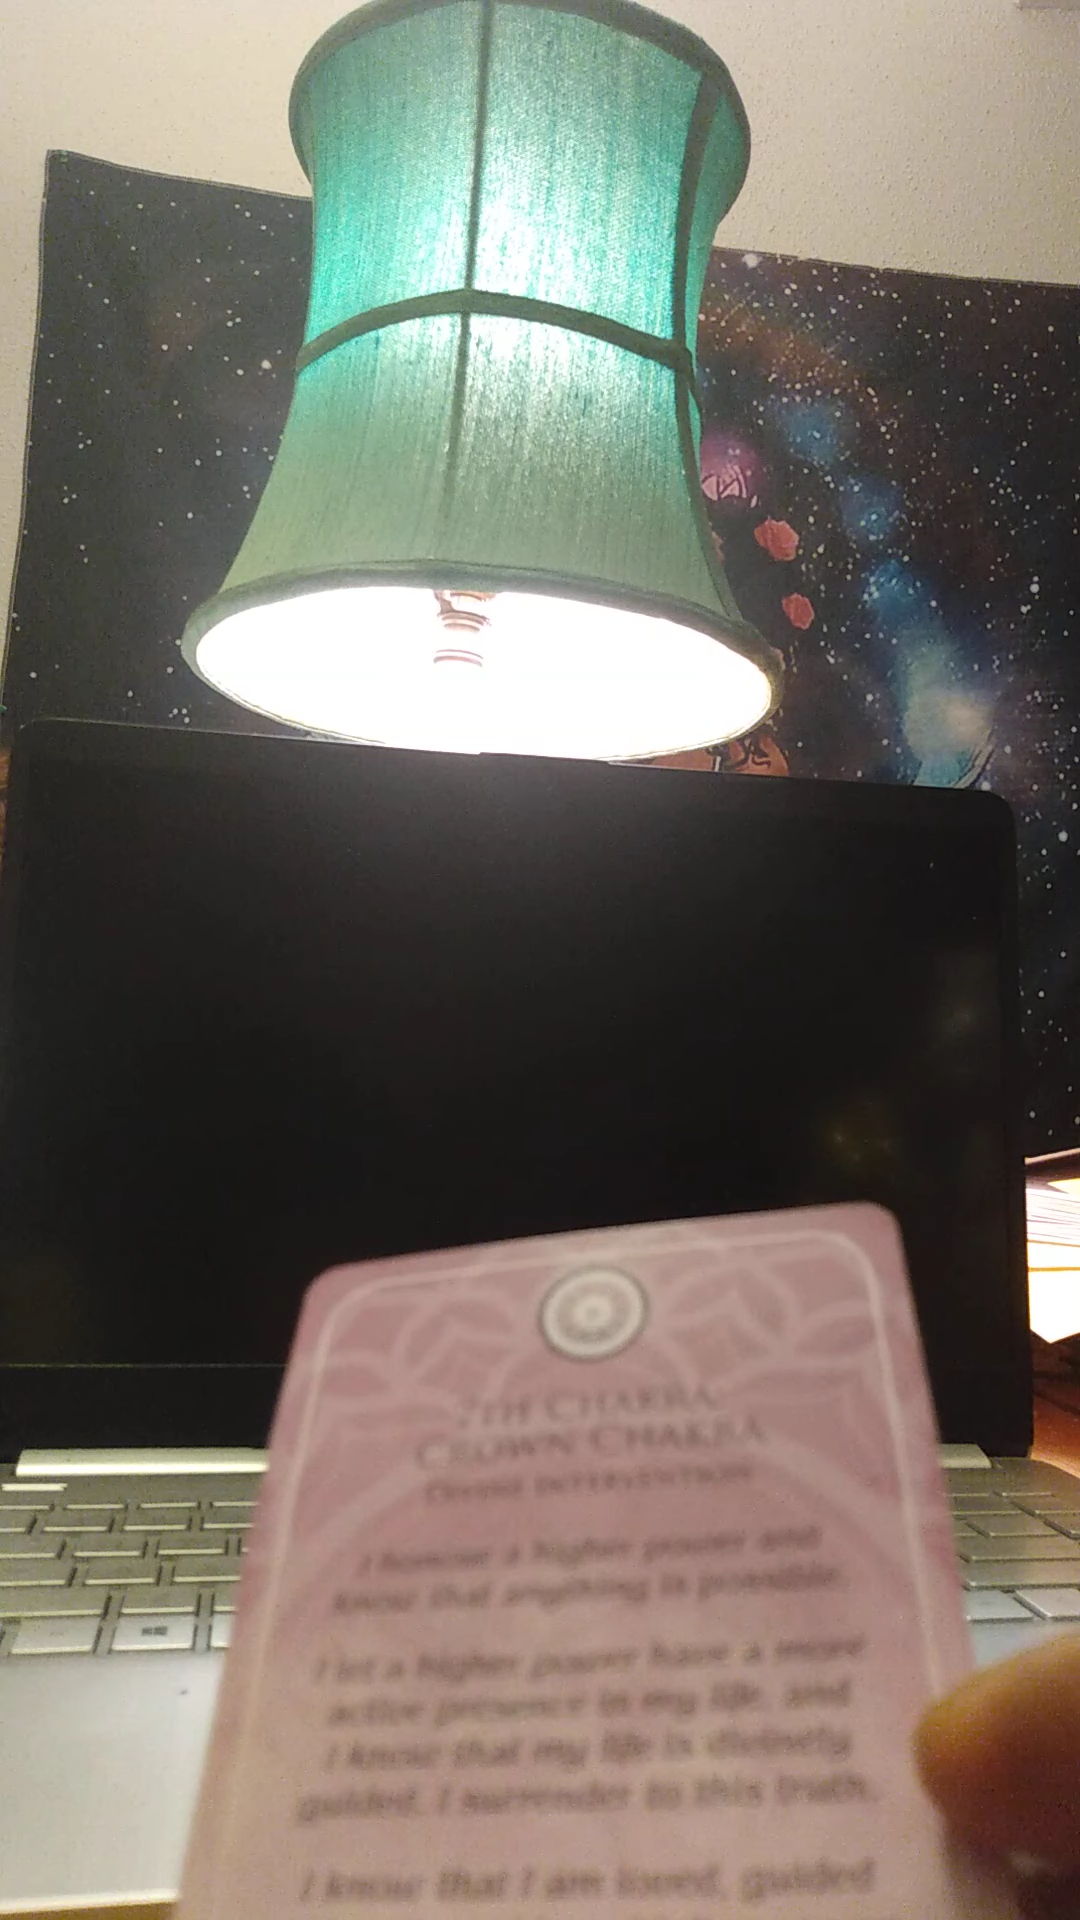 7TH CHAKRA
CROWN CHAKRA
DIVINE INTERVENTION
I honour a higher power and
know that anything is possible.
I let a higher power have a more
active presence in my life, and
I know that my life is divinely
guided. I surrender to this truth.
I know that I am loved, guided